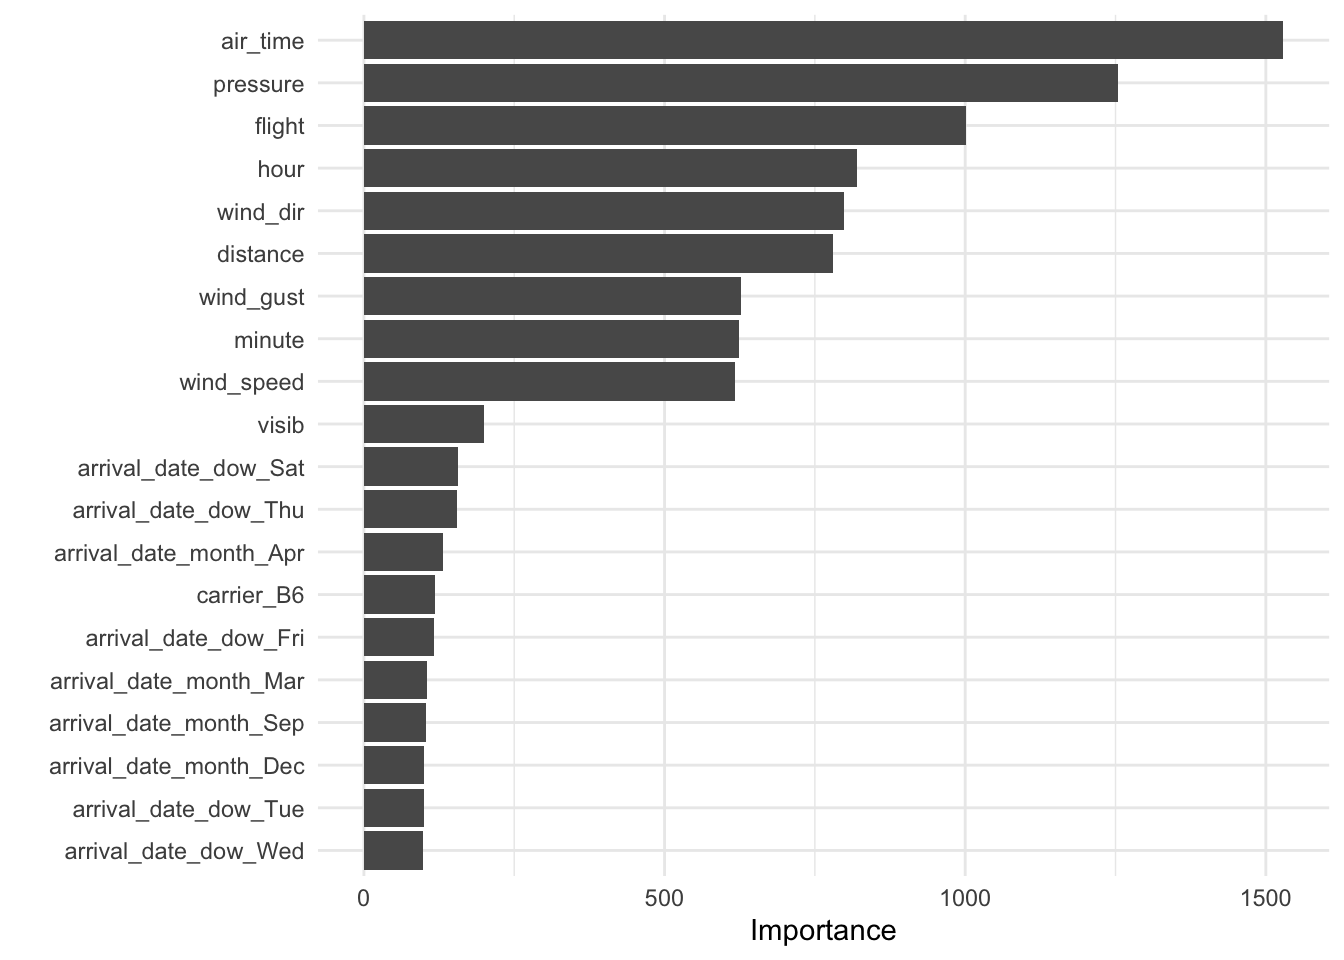 air_time
pressure
flight
hour
wind_dir
distance
wind_gust
minute
wind_speed
visib
arrival_date_dow_Sat
arrival_date_dow_Thu
arrival_date_month_Apr
carrier_B6
arrival_date_dow_Fri
arrival_date_month_Mar
arrival_date_month_Sep
arrival_date_month_Dec
arrival_date_dow_Tue
arrival_date_dow_Wed
0 500 1000 1500
Importance